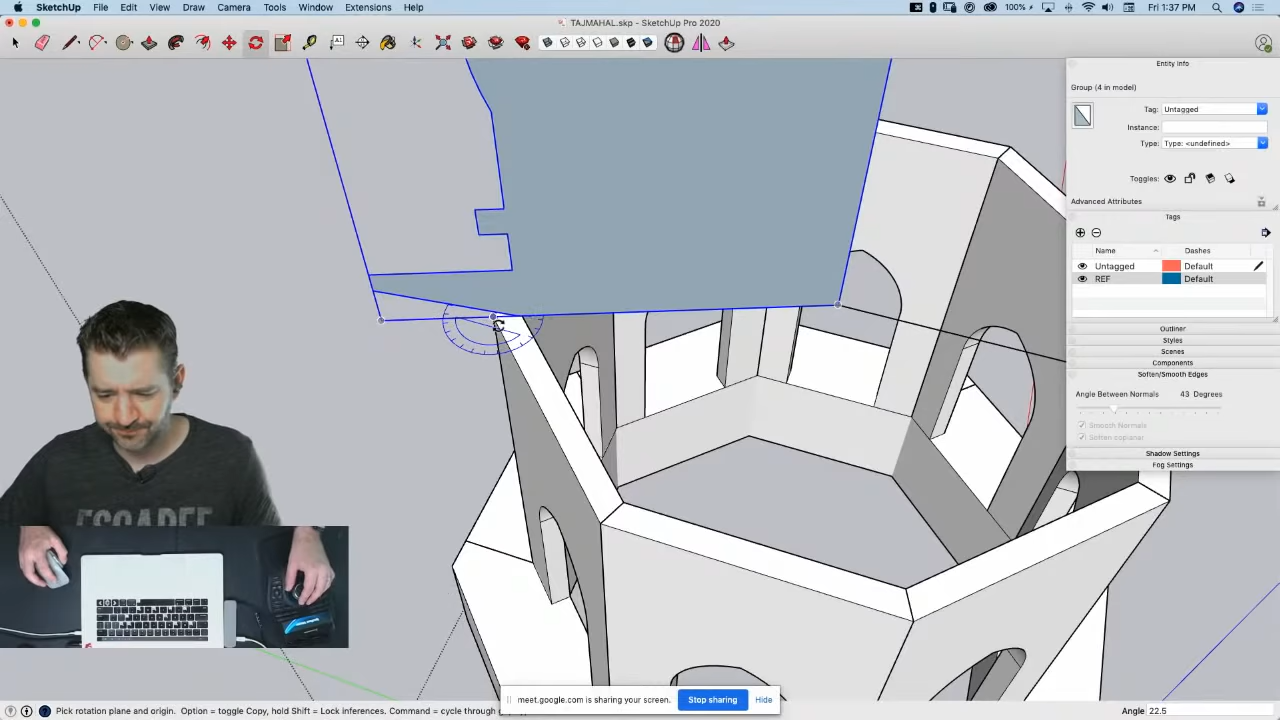 SketchUp File Edit View Draw Camera Tools Window Extensions Help 100% Fri 1:37 PM
TAJMAHAL.skp - SketchUp Pro 2020
Entity Info
Group (4 in model)
Tag: Untagged
Instance:
Type: Type: <undefined>
Toggles:
Advanced Attributes
Tags
Name Dashes
Untagged Default
REF Default
Outliner
Styles
Scenes
Components
Soften/Smooth Edges
Angle Between Normals 43 Degrees
Smooth Normals
Soften coplanar
Shadow Settings
Fog Settings
meet.google.com is sharing your screen. Stop sharing Hide
Pick rotation plane and origin. Option = toggle Copy, hold Shift = Lock inferences. Command = cycle through Angle 22.5